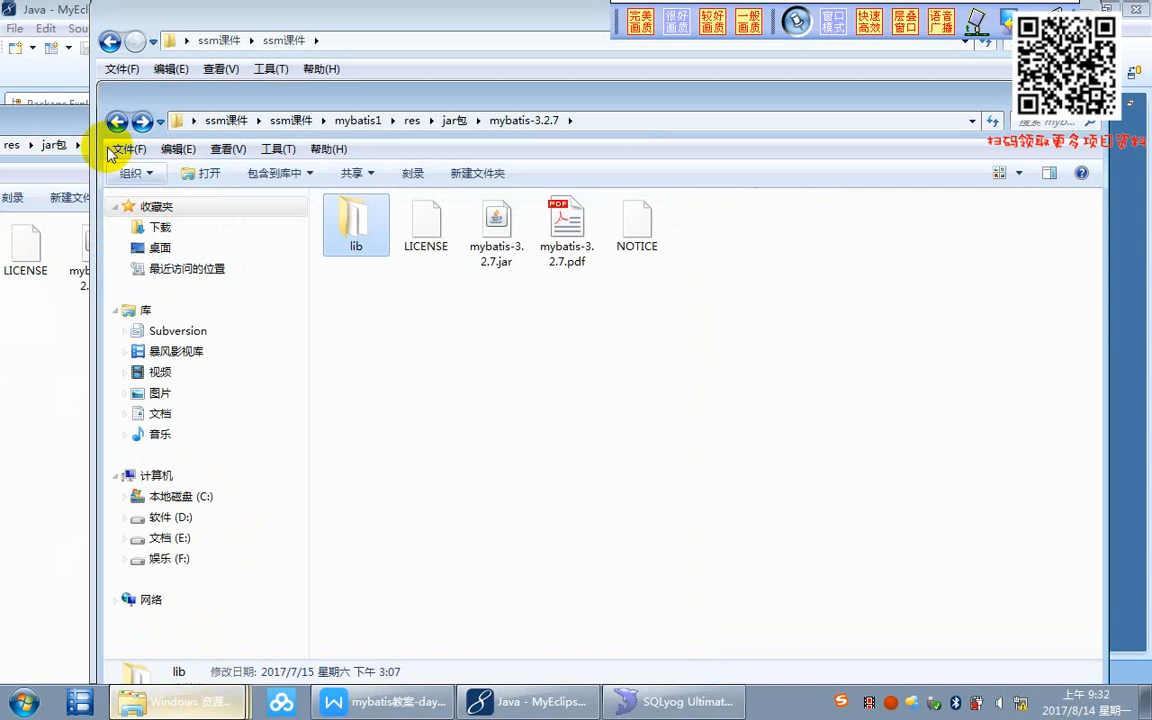 Java - MyEcl
File Edit Sou
Package Expl
res jar包
刻录 新建文件
LICENSE
myb
2.
ssm课件 ssm课件
文件(F) 编辑(E) 查看(V) 工具(T) 帮助(H)
完美画质 很好画质 较好画质 一般画质 窗口模式 快速高效 层叠窗口 语音广播
扫码领取更多项目资料
ssm课件 ssm课件 mybatis1 res jar包 mybatis-3.2.7
文件(F) 编辑(E) 查看(V) 工具(T) 帮助(H)
组织 打开 包含到库中 共享 刻录 新建文件夹
收藏夹
下载
桌面
最近访问的位置
库
Subversion
暴风影视库
视频
图片
文档
音乐
计算机
本地磁盘 (C:)
软件 (D:)
文档 (E:)
娱乐 (F:)
网络
lib
LICENSE
mybatis-3.
2.7.jar
PDF
mybatis-3.
2.7.pdf
NOTICE
lib 修改日期: 2017/7/15 星期六 下午 3:07
Windows 资源... mybatis教案-day... Java - MyEclips... SQLyog Ultimat...
上午 9:32
2017/8/14 星期一